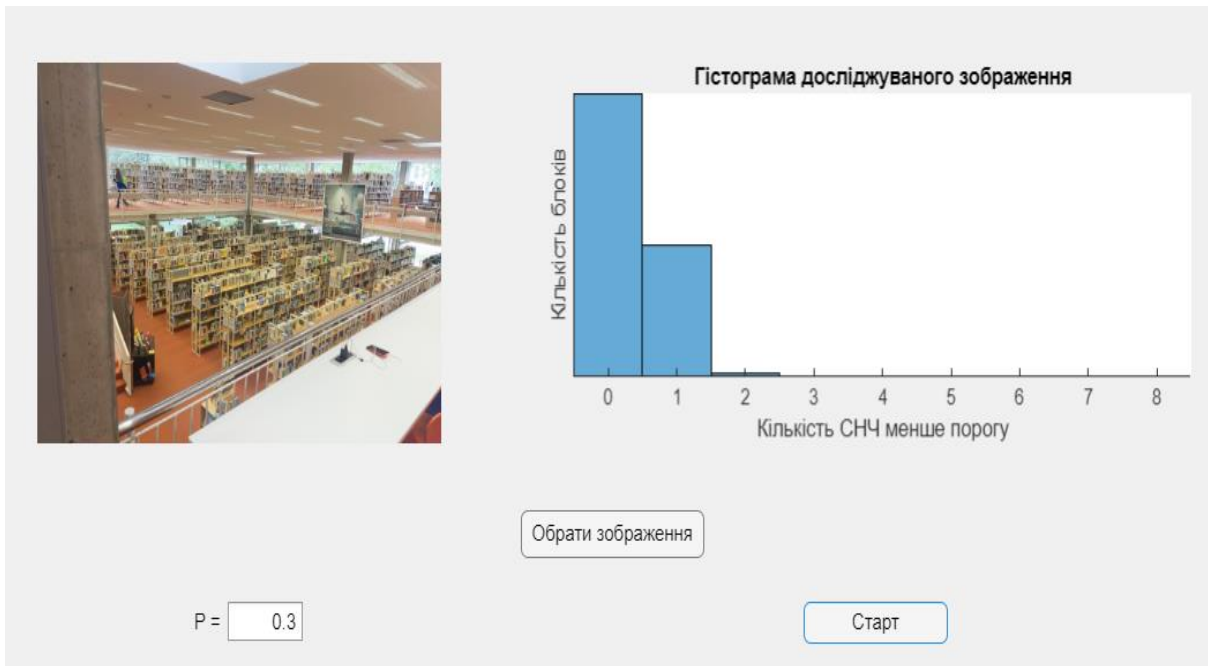 Гістограма досліджуваного зображення
Кількість блоків
0 1 2 3 4 5 6 7 8
Кількість СНЧ менше порогу
Обрати зображення
P = 0.3
Старт